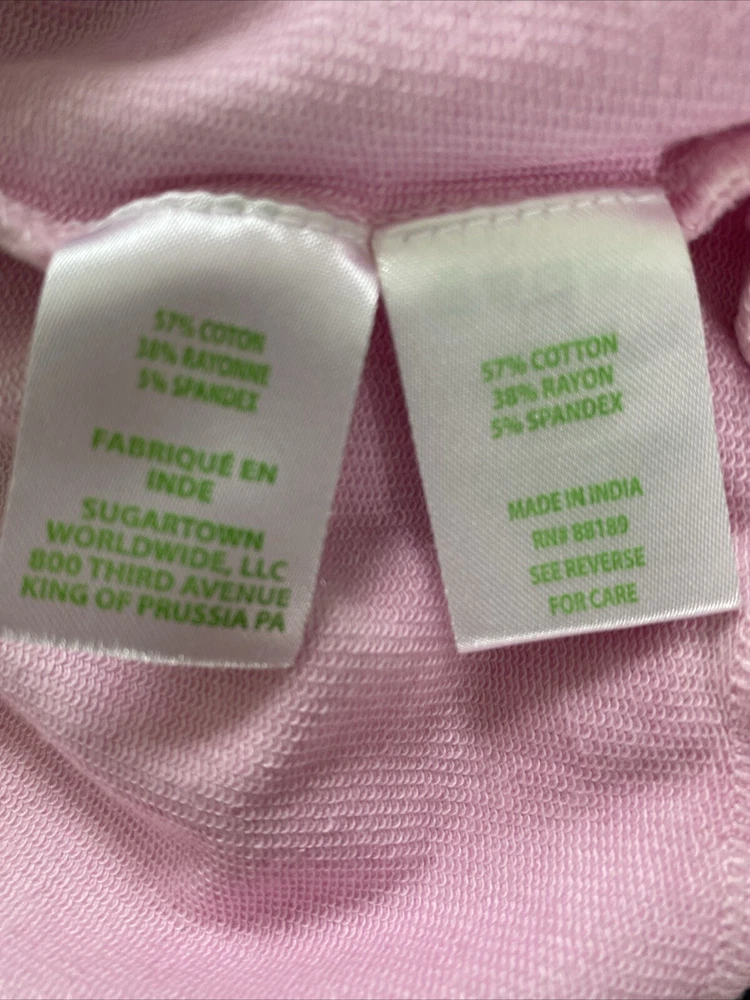 57% COTON
38% RAYONNE
5% SPANDEX
FABRIQUÉ EN
INDE
SUGARTOWN
WORLDWIDE, LLC
800 THIRD AVENUE
KING OF PRUSSIA PA
57% COTTON
38% RAYON
5% SPANDEX
MADE IN INDIA
RN# 88189
SEE REVERSE
FOR CARE